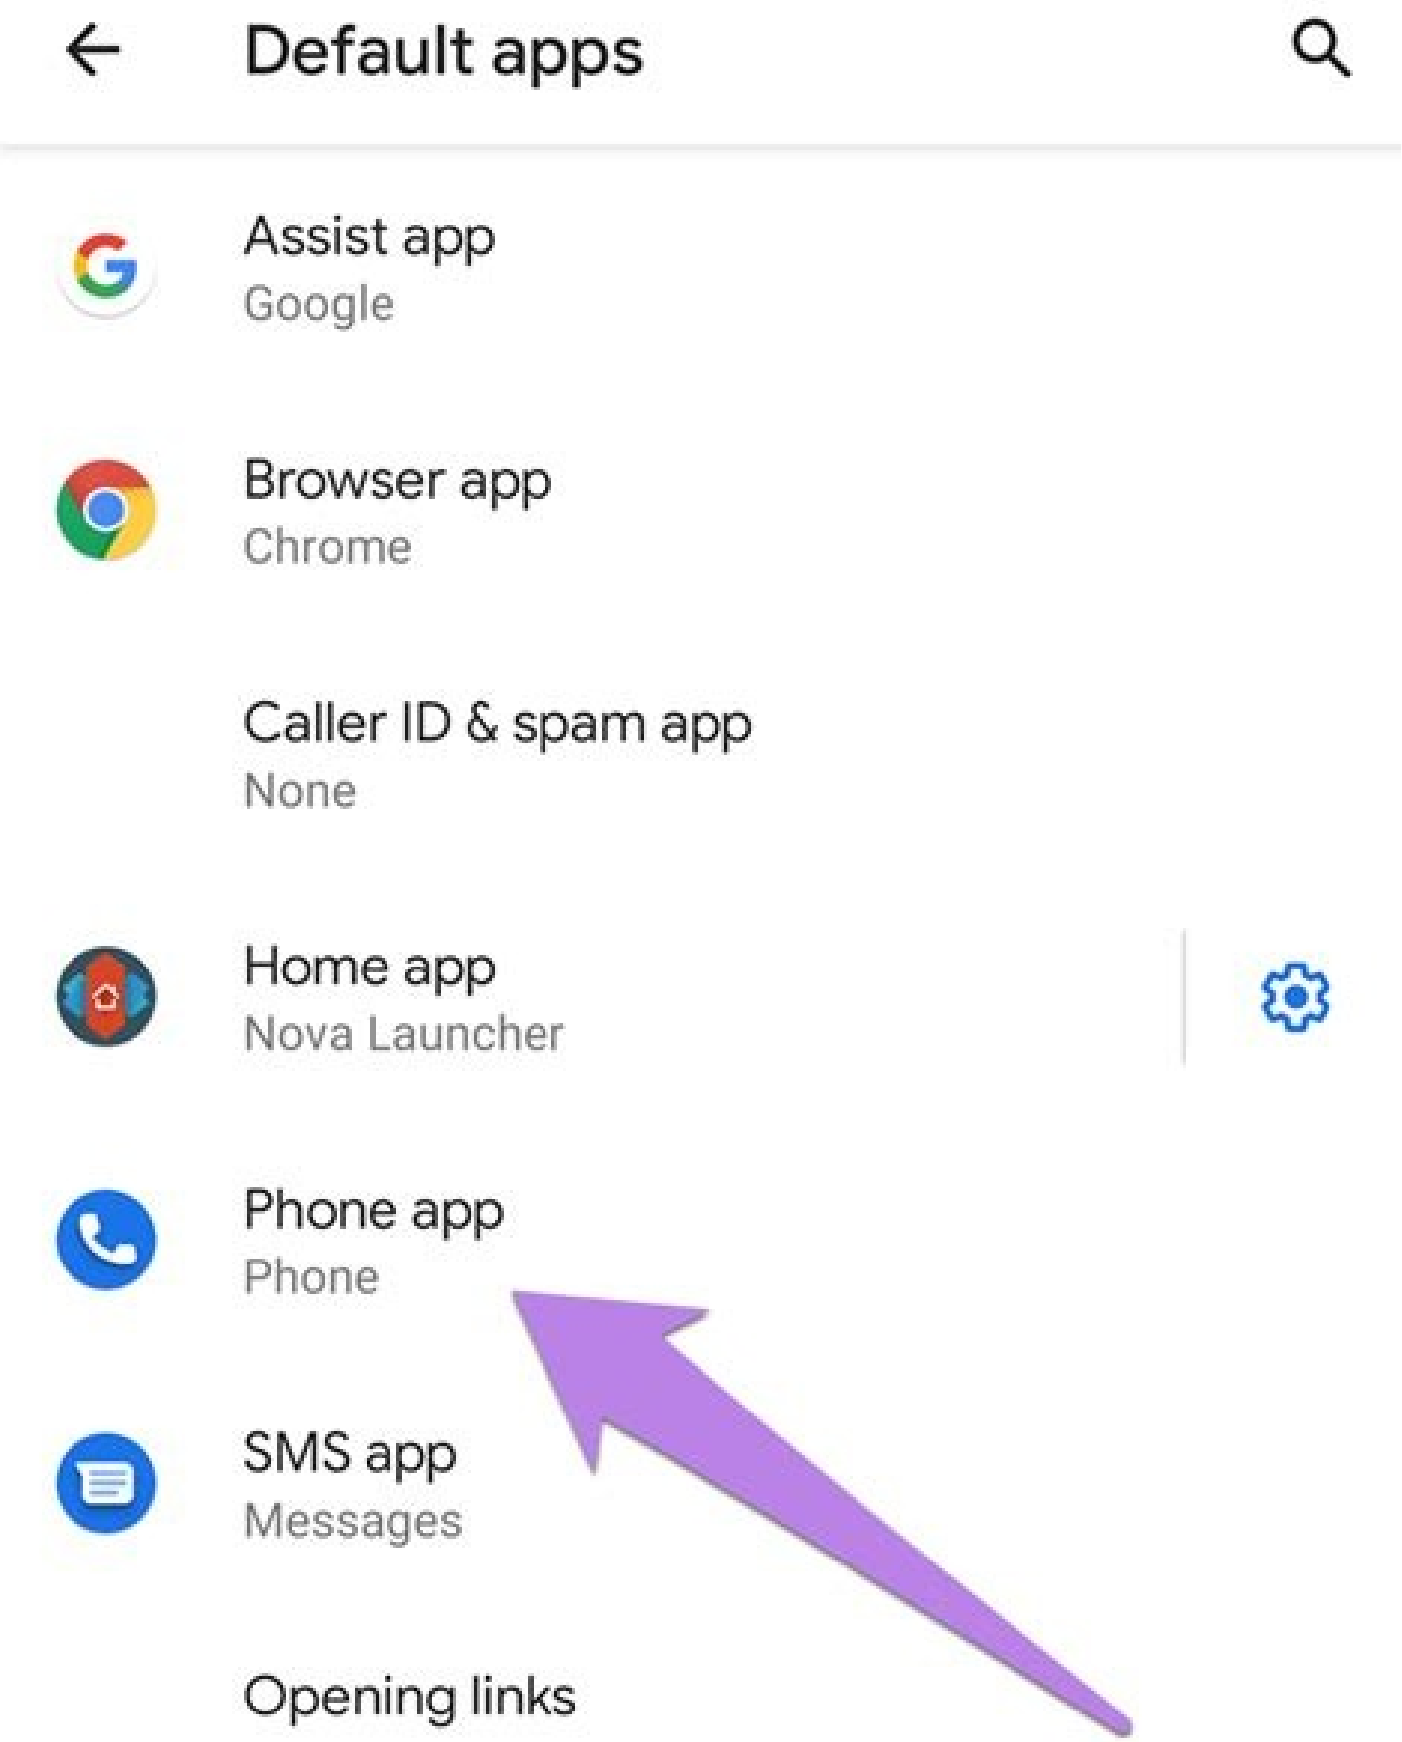 Default apps
Assist app
Google
Browser app
Chrome
Caller ID & spam app
None
Home app
Nova Launcher
Phone app
Phone
SMS app
Messages
Opening links